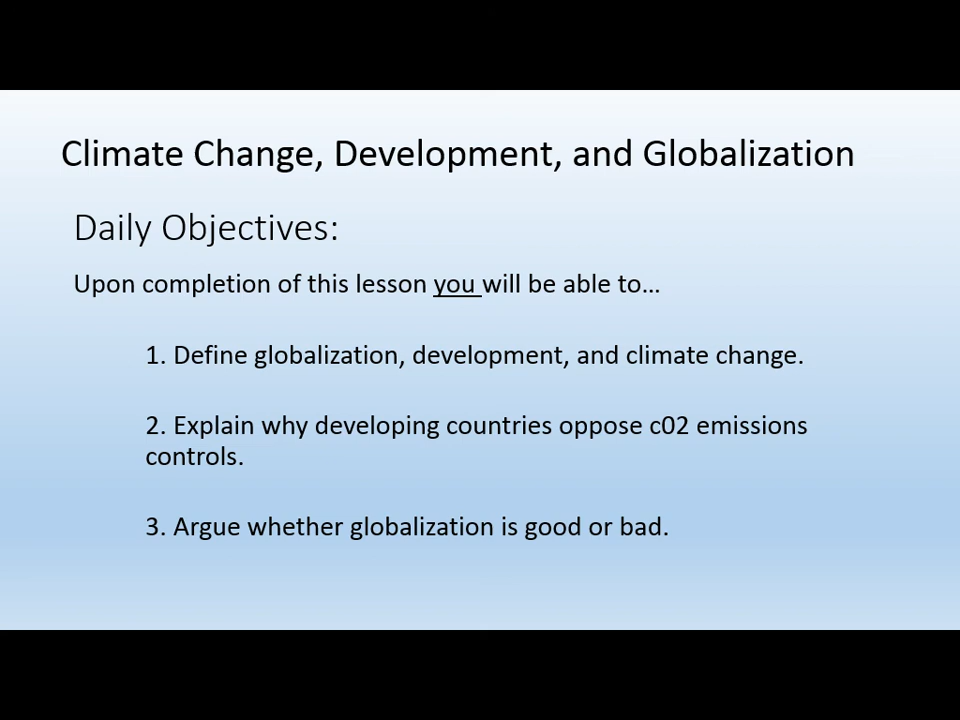 Climate Change, Development, and Globalization
Daily Objectives:
Upon completion of this lesson you will be able to…
1. Define globalization, development, and climate change.
2. Explain why developing countries oppose c02 emissions
controls.
3. Argue whether globalization is good or bad.